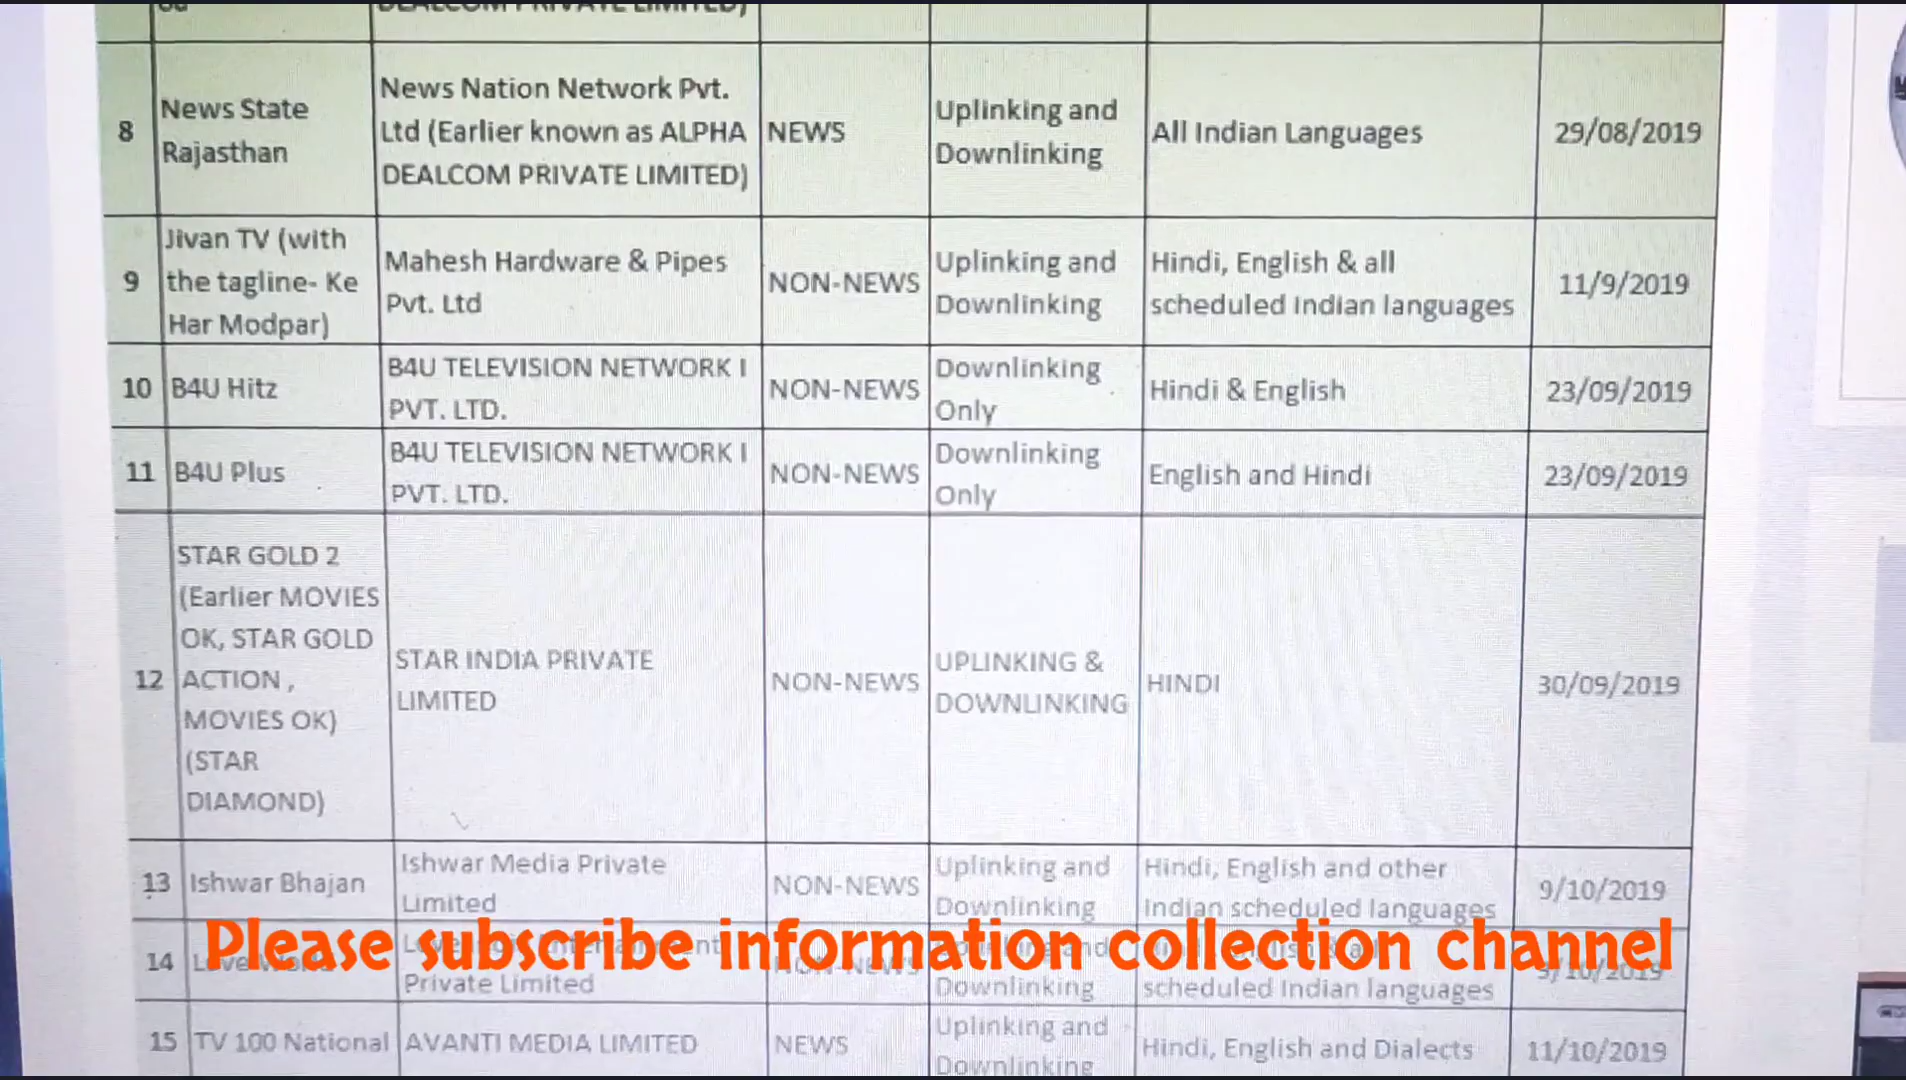 DEALCOM PRIVATE LIMITED)
8 News State Rajasthan News Nation Network Pvt. Ltd (Earlier known as ALPHA DEALCOM PRIVATE LIMITED) NEWS Uplinking and Downlinking All Indian Languages 29/08/2019
9 Jivan TV (with the tagline- Ke Har Modpar) Mahesh Hardware & Pipes Pvt. Ltd NON-NEWS Uplinking and Downlinking Hindi, English & all scheduled Indian languages 11/9/2019
10 B4U Hitz B4U TELEVISION NETWORK I PVT. LTD. NON-NEWS Downlinking Only Hindi & English 23/09/2019
11 B4U Plus B4U TELEVISION NETWORK I PVT. LTD. NON-NEWS Downlinking Only English and Hindi 23/09/2019
12 STAR GOLD 2 (Earlier MOVIES OK, STAR GOLD ACTION , MOVIES OK) (STAR DIAMOND) STAR INDIA PRIVATE LIMITED NON-NEWS UPLINKING & DOWNLINKING HINDI 30/09/2019
13 Ishwar Bhajan Ishwar Media Private Limited NON-NEWS Uplinking and Downlinking Hindi, English and other Indian scheduled languages 9/10/2019
Please subscribe information collection channel
14 Private Limited Downlinking scheduled Indian languages
15 TV 100 National AVANTI MEDIA LIMITED NEWS Uplinking and Downlinking Hindi, English and Dialects 11/10/2019